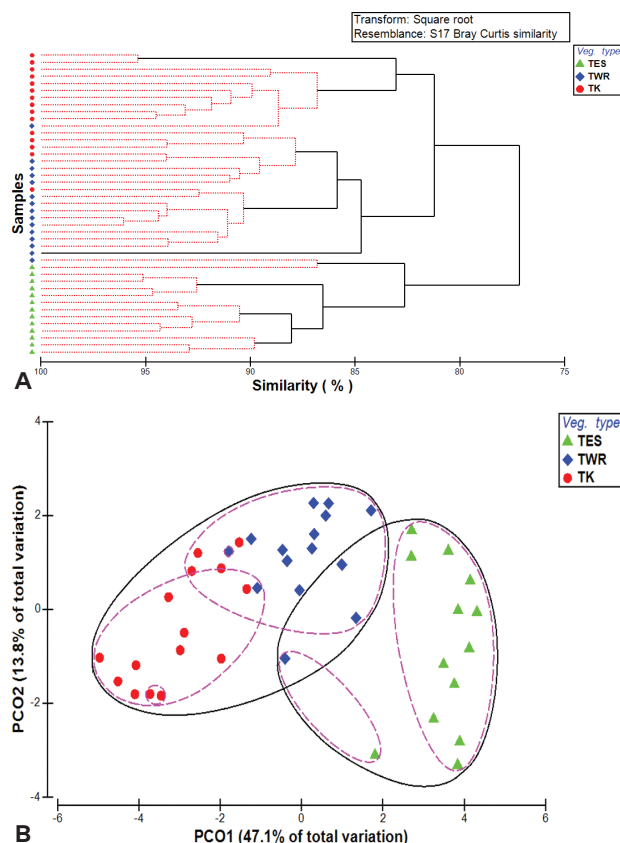 Transform: Square root
Resemblance: S17 Bray Curtis similarity
Veg. type
TES
TWR
TK
Samples
100
95
90
85
80
75
Similarity ( % )
A
4
Veg. type
TES
TWR
TK
2
0
-2
-4
PCO2 (13.8% of total variation)
-6
-4
-2
0
2
4
6
PCO1 (47.1% of total variation)
B